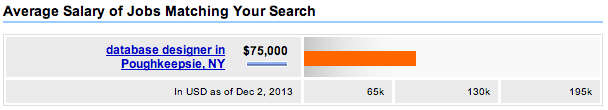 Average Salary of Jobs Matching Your Search
database designer in $75,000
Poughkeepsie, NY
In USD as of Dec 2, 2013 65k 130k 195k